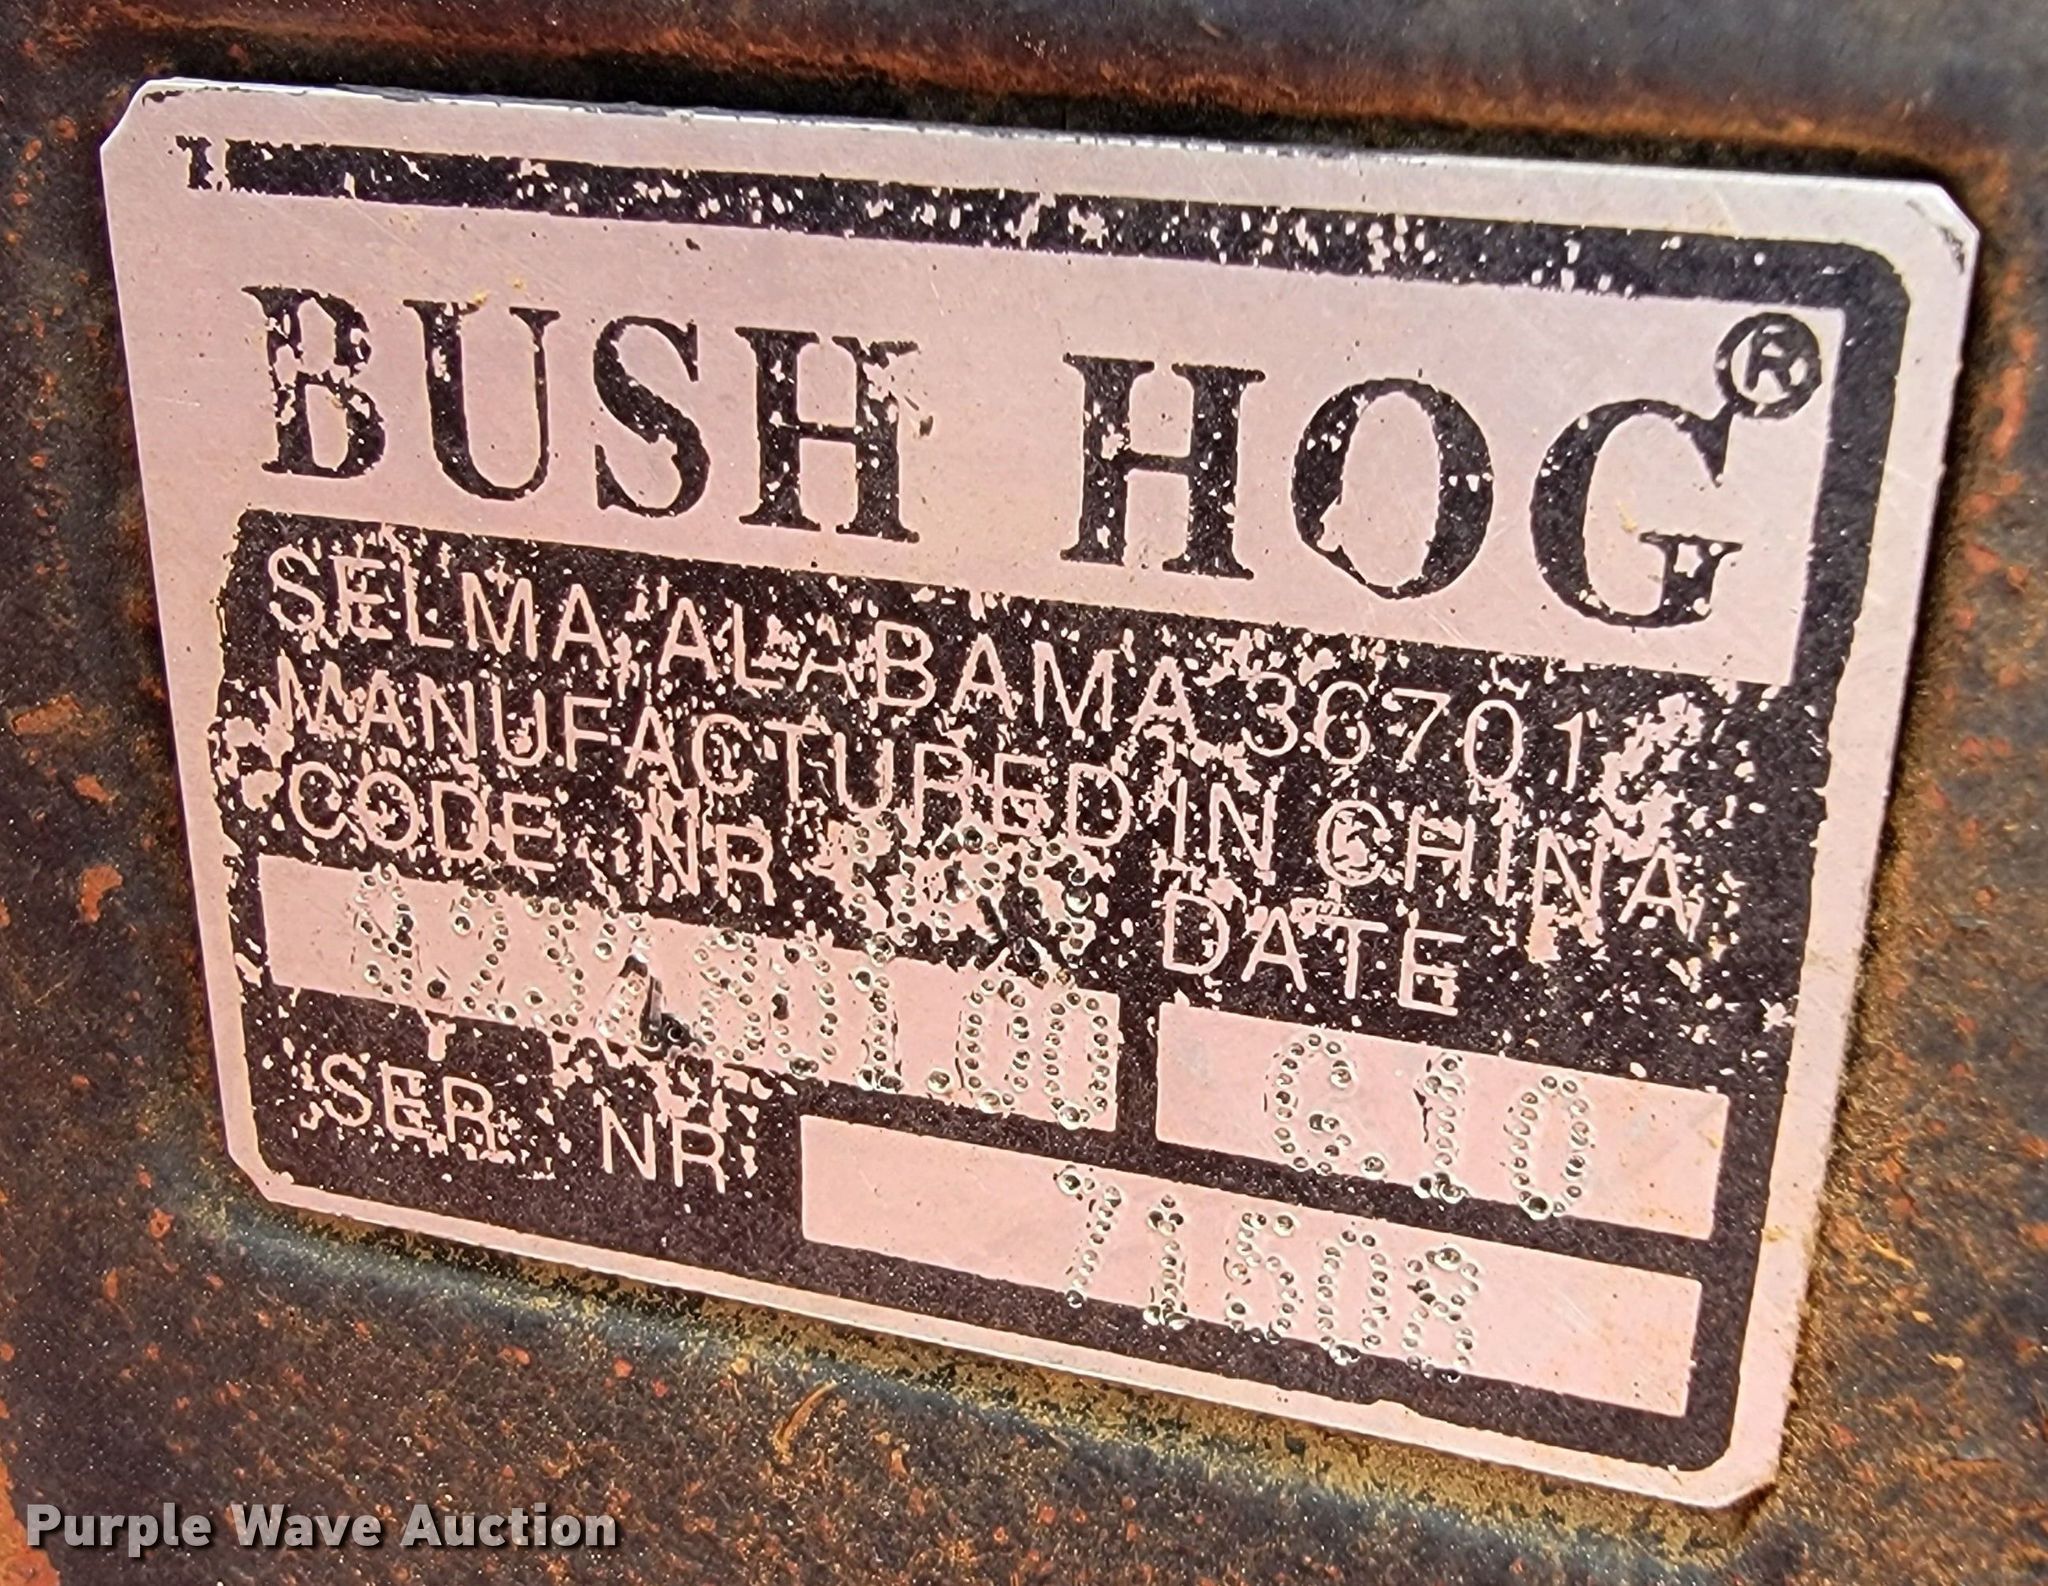 BUSH HOG®
SELMA, ALABAMA 36701
MANUFACTURED IN CHINA
CODE NR DATE
SER NR 71508
Purple Wave Auction